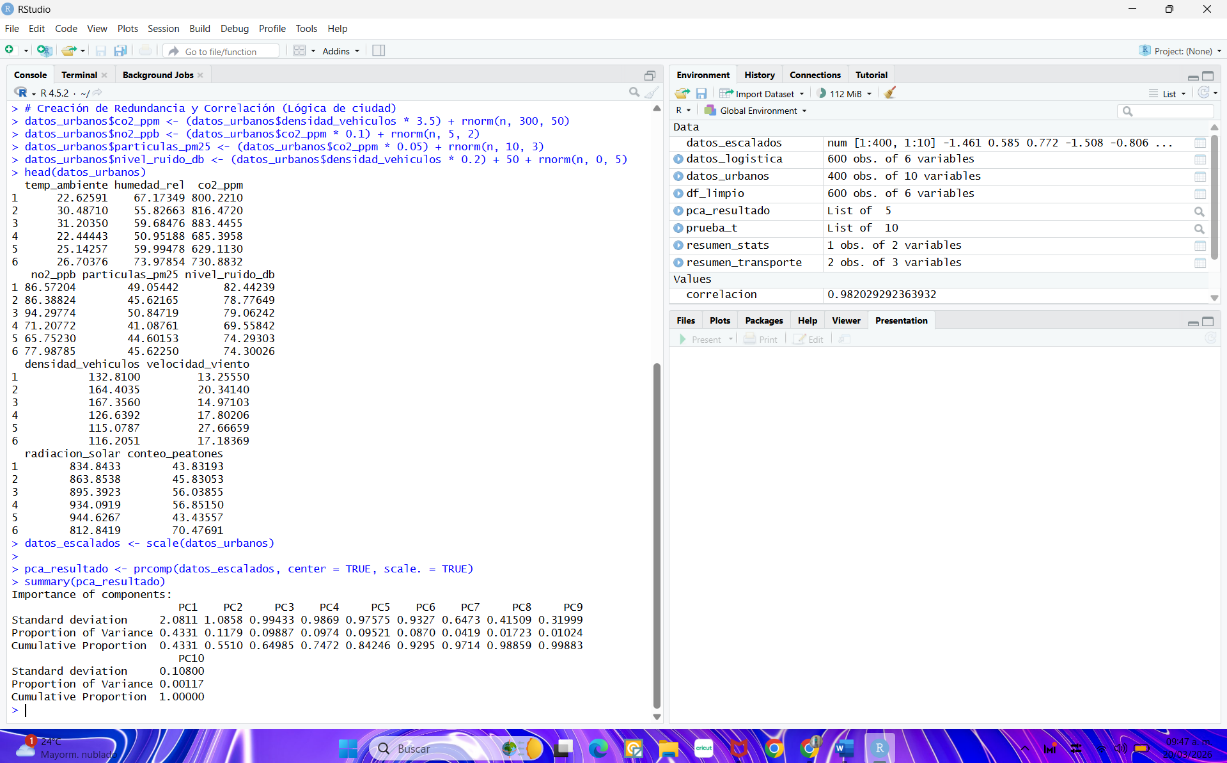 RStudio
File Edit Code View Plots Session Build Debug Profile Tools Help
Go to file/function Addins Project: (None)
Console Terminal Background Jobs
R 4.5.2 · ~/
> # Creación de Redundancia y Correlación (Lógica de ciudad)
> datos_urbanos$co2_ppm <- (datos_urbanos$densidad_vehiculos * 3.5) + rnorm(n, 300, 50)
> datos_urbanos$no2_ppb <- (datos_urbanos$co2_ppm * 0.1) + rnorm(n, 5, 2)
> datos_urbanos$particulas_pm25 <- (datos_urbanos$co2_ppm * 0.05) + rnorm(n, 10, 3)
> datos_urbanos$nivel_ruido_db <- (datos_urbanos$densidad_vehiculos * 0.2) + 50 + rnorm(n, 0, 5)
> head(datos_urbanos)
temp_ambiente humedad_rel co2_ppm
1 22.62591 67.17349 800.2210
2 30.48710 55.82663 816.4720
3 31.20350 59.68476 883.4455
4 22.44443 50.95188 685.3958
5 25.14257 59.99478 629.1130
6 26.70376 73.97854 730.8832
no2_ppb particulas_pm25 nivel_ruido_db
1 86.57204 49.05442 82.44239
2 86.38824 45.62165 78.77649
3 94.29774 50.84719 79.06242
4 71.20772 41.08761 69.55842
5 65.75230 44.60153 74.29303
6 77.98785 45.62250 74.30026
densidad_vehiculos velocidad_viento
1 132.8100 13.25550
2 164.4035 20.34140
3 167.3560 14.97103
4 126.6392 17.80206
5 115.0787 27.66659
6 116.2051 17.18369
radiacion_solar conteo_peatones
1 834.8433 43.83193
2 863.8538 45.83053
3 895.3923 56.03855
4 934.0919 56.85150
5 944.6267 43.43557
6 812.8419 70.47691
> datos_escalados <- scale(datos_urbanos)
>
> pca_resultado <- prcomp(datos_escalados, center = TRUE, scale. = TRUE)
> summary(pca_resultado)
Importance of components:
PC1 PC2 PC3 PC4 PC5 PC6 PC7 PC8 PC9
Standard deviation 2.0811 1.0858 0.99433 0.9869 0.97575 0.9327 0.6473 0.41509 0.31999
Proportion of Variance 0.4331 0.1179 0.09887 0.0974 0.09521 0.0870 0.0419 0.01723 0.01024
Cumulative Proportion 0.4331 0.5510 0.64985 0.7472 0.84246 0.9295 0.9714 0.98859 0.99883
PC10
Standard deviation 0.10800
Proportion of Variance 0.00117
Cumulative Proportion 1.00000
>
Environment History Connections Tutorial
Import Dataset 112 MiB List
R Global Environment
Data
datos_escalados num [1:400, 1:10] -1.461 0.585 0.772 -1.508 -0.806 ...
datos_logistica 600 obs. of 6 variables
datos_urbanos 400 obs. of 10 variables
df_limpio 600 obs. of 6 variables
pca_resultado List of 5
prueba_t List of 10
resumen_stats 1 obs. of 2 variables
resumen_transporte 2 obs. of 3 variables
Values
correlacion 0.982029292363932
Files Plots Packages Help Viewer Presentation
Present Print Edit
1
24°C
Mayorm. nublado
Buscar
cricut
09:47 a.